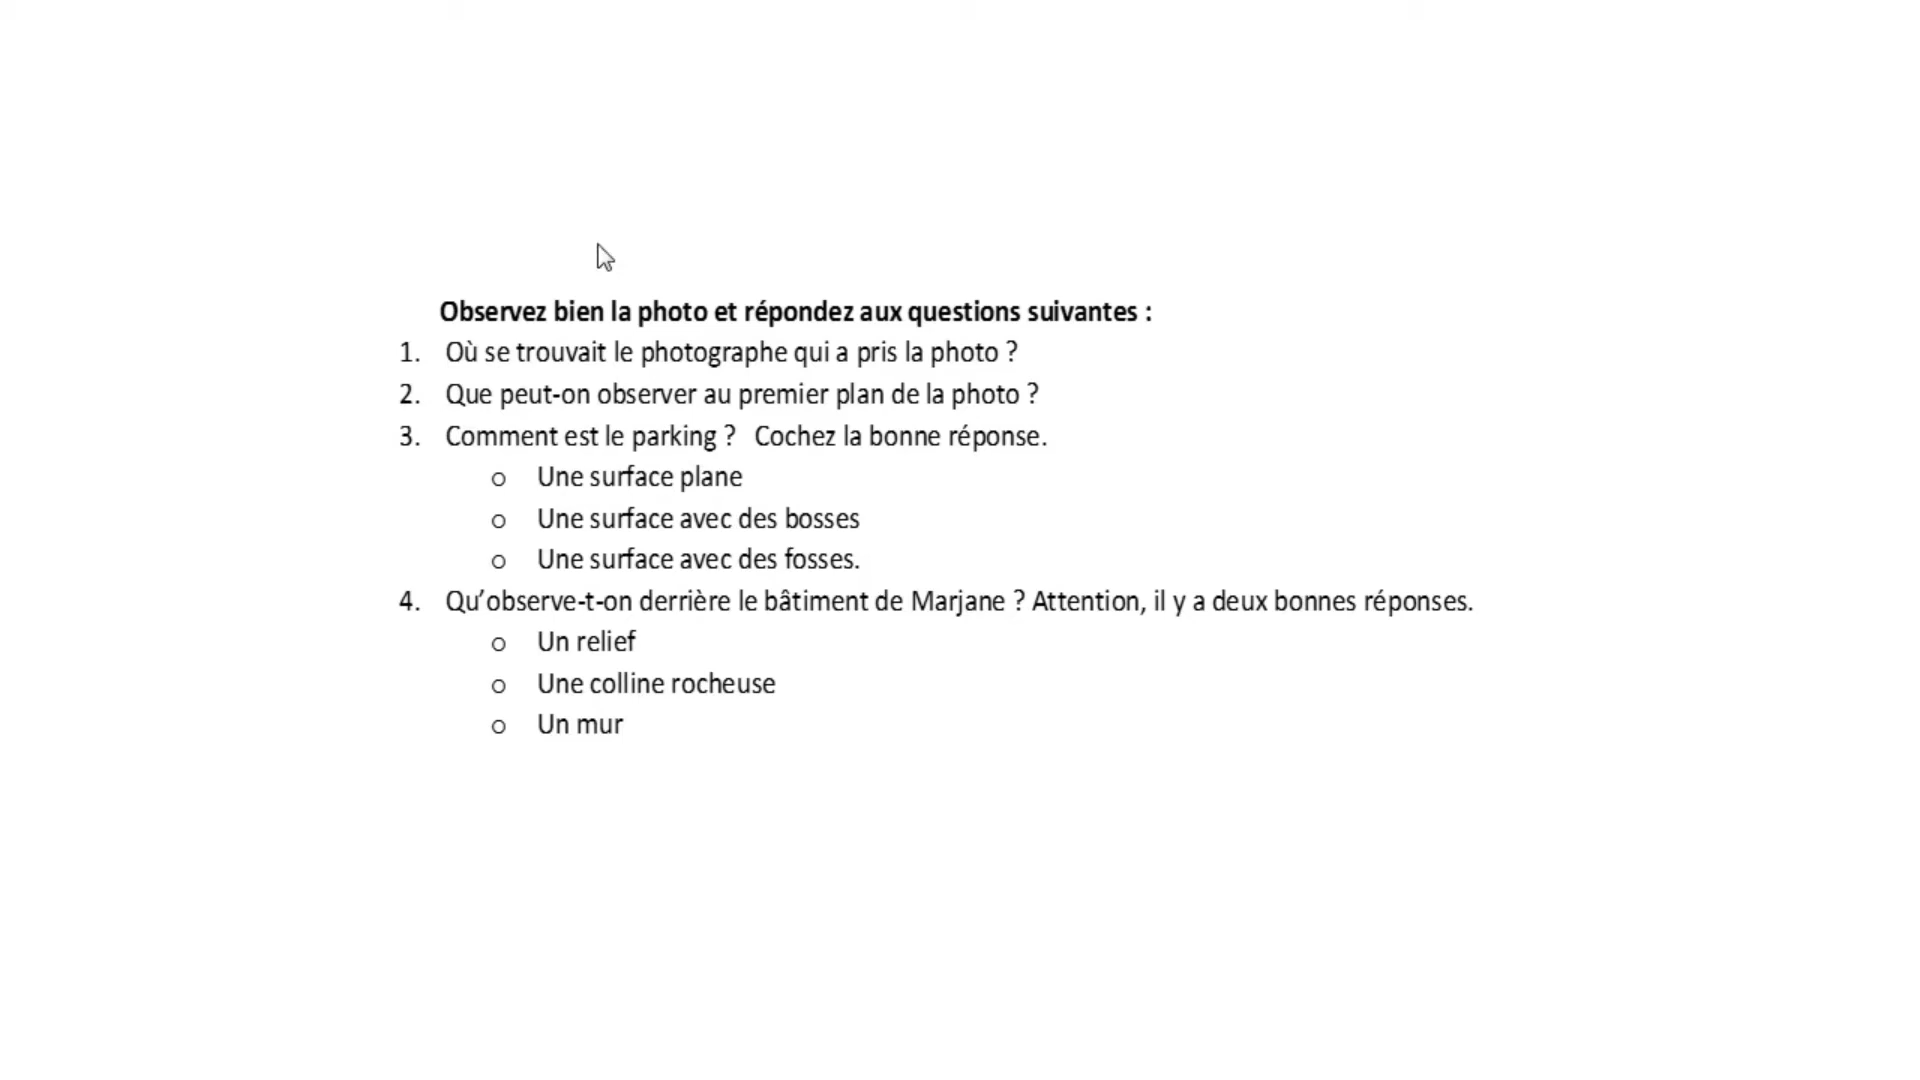 Observez bien la photo et répondez aux questions suivantes :
1. Où se trouvait le photographe qui a pris la photo ?
2. Que peut-on observer au premier plan de la photo ?
3. Comment est le parking ? Cochez la bonne réponse.
o Une surface plane
o Une surface avec des bosses
o Une surface avec des fosses.
4. Qu’observe-t-on derrière le bâtiment de Marjane ? Attention, il y a deux bonnes réponses.
o Un relief
o Une colline rocheuse
o Un mur